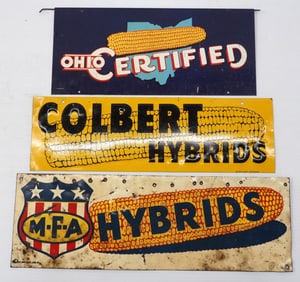 OHIO CERTIFIED
COLBERT
HYBRIDS
M-F-A
HYBRIDS